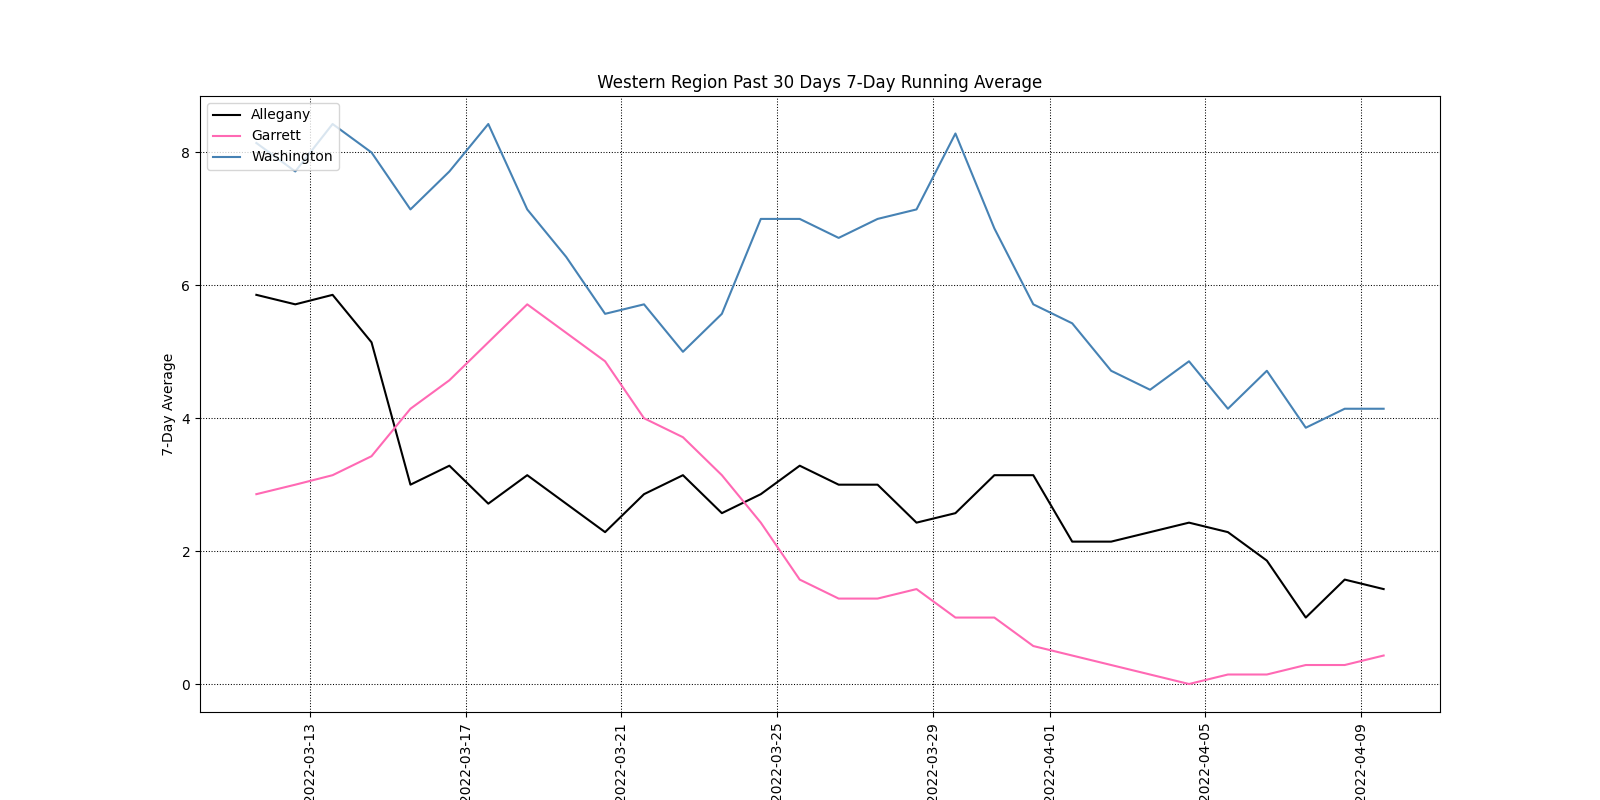 Western Region Past 30 Days 7-Day Running Average
Allegany
Garrett
Washington
7-Day Average
8
6
4
2
0
2022-03-13
2022-03-17
2022-03-21
2022-03-25
2022-03-29
2022-04-01
2022-04-05
2022-04-09